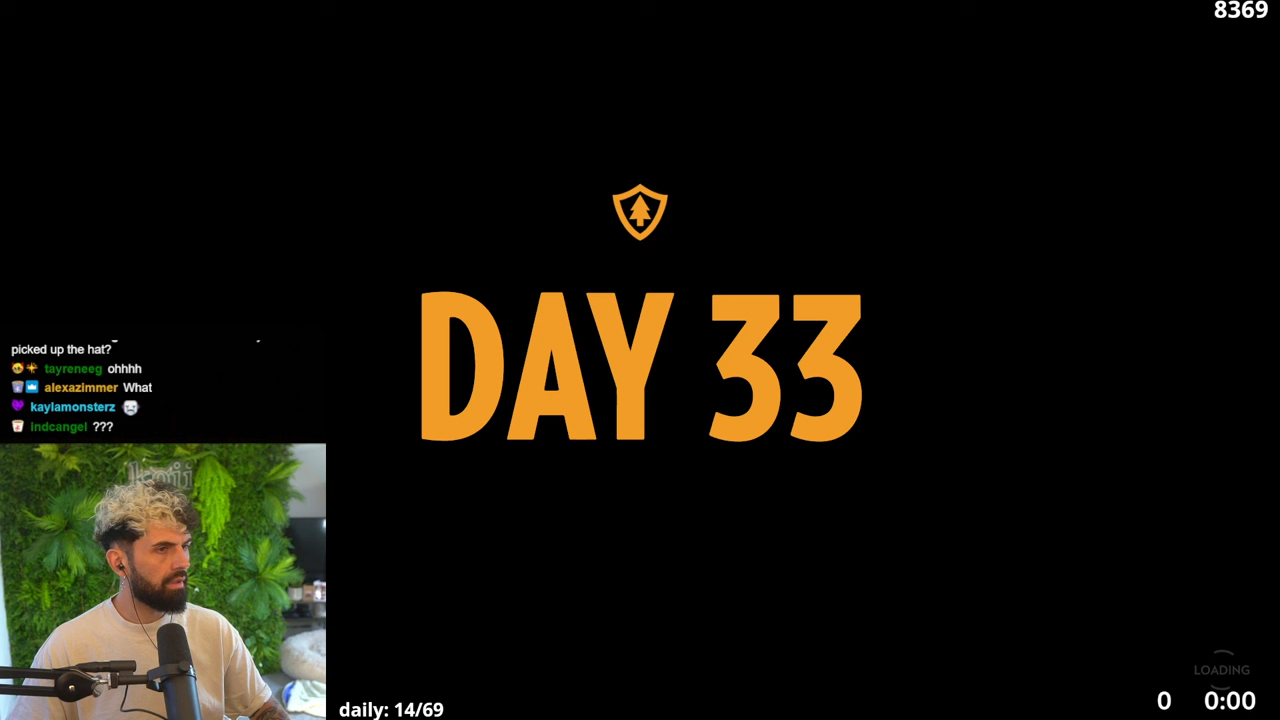 8369
DAY 33
picked up the hat?
tayreneeg ohhhh
alexazimmer What
kaylamonsterz
indcangel ???
LOADING
daily: 14/69
0 0:00